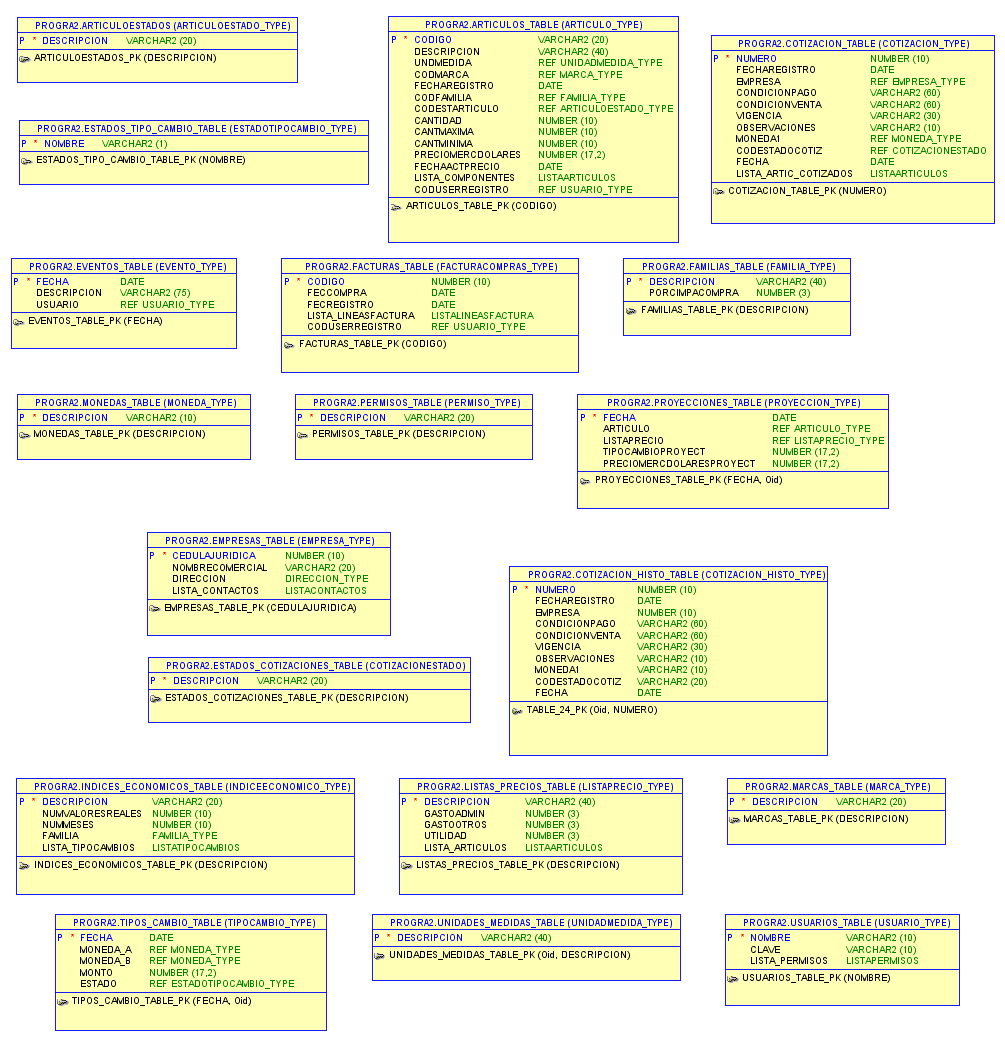 PROGRA2.ARTICULOESTADOS (ARTICULOESTADO_TYPE)
P * DESCRIPCION VARCHAR2 (20)
ARTICULOESTADOS_PK (DESCRIPCION)
PROGRA2.ESTADOS_TIPO_CAMBIO_TABLE (ESTADOTIPOCAMBIO_TYPE)
P * NOMBRE VARCHAR2 (1)
ESTADOS_TIPO_CAMBIO_TABLE_PK (NOMBRE)
PROGRA2.ARTICULOS_TABLE (ARTICULO_TYPE)
P * CODIGO VARCHAR2 (20)
DESCRIPCION VARCHAR2 (40)
UNDMEDIDA REF UNIDADMEDIDA_TYPE
CODMARCA REF MARCA_TYPE
FECHAREGISTRO DATE
CODFAMILIA REF FAMILIA_TYPE
CODESTARTICULO REF ARTICULOESTADO_TYPE
CANTIDAD NUMBER (10)
CANTMAXIMA NUMBER (10)
CANTMINIMA NUMBER (10)
PRECIOMERCDOLARES NUMBER (17,2)
FECHAACTPRECIO DATE
LISTA_COMPONENTES LISTAARTICULOS
CODUSERREGISTRO REF USUARIO_TYPE
ARTICULOS_TABLE_PK (CODIGO)
PROGRA2.COTIZACION_TABLE (COTIZACION_TYPE)
P * NUMERO NUMBER (10)
FECHAREGISTRO DATE
EMPRESA REF EMPRESA_TYPE
CONDICIONPAGO VARCHAR2 (60)
CONDICIONVENTA VARCHAR2 (60)
VIGENCIA VARCHAR2 (30)
OBSERVACIONES VARCHAR2 (10)
MONEDA1 REF MONEDA_TYPE
CODESTADOCOTIZ REF COTIZACIONESTADO
FECHA DATE
LISTA_ARTIC_COTIZADOS LISTAARTICULOS
COTIZACION_TABLE_PK (NUMERO)
PROGRA2.EVENTOS_TABLE (EVENTO_TYPE)
P * FECHA DATE
DESCRIPCION VARCHAR2 (75)
USUARIO REF USUARIO_TYPE
EVENTOS_TABLE_PK (FECHA)
PROGRA2.FACTURAS_TABLE (FACTURACOMPRAS_TYPE)
P * CODIGO NUMBER (10)
FECCOMPRA DATE
FECREGISTRO DATE
LISTA_LINEASFACTURA LISTALINEASFACTURA
CODUSERREGISTRO REF USUARIO_TYPE
FACTURAS_TABLE_PK (CODIGO)
PROGRA2.FAMILIAS_TABLE (FAMILIA_TYPE)
P * DESCRIPCION VARCHAR2 (40)
PORCIMPACOMPRA NUMBER (3)
FAMILIAS_TABLE_PK (DESCRIPCION)
PROGRA2.MONEDAS_TABLE (MONEDA_TYPE)
P * DESCRIPCION VARCHAR2 (10)
MONEDAS_TABLE_PK (DESCRIPCION)
PROGRA2.PERMISOS_TABLE (PERMISO_TYPE)
P * DESCRIPCION VARCHAR2 (20)
PERMISOS_TABLE_PK (DESCRIPCION)
PROGRA2.PROYECCIONES_TABLE (PROYECCION_TYPE)
P * FECHA DATE
ARTICULO REF ARTICULO_TYPE
LISTAPRECIO REF LISTAPRECIO_TYPE
TIPOCAMBIOPROYECT NUMBER (17,2)
PRECIOMERCDOLARESPROYECT NUMBER (17,2)
PROYECCIONES_TABLE_PK (FECHA, Oid)
PROGRA2.EMPRESAS_TABLE (EMPRESA_TYPE)
P * CEDULAJURIDICA NUMBER (10)
NOMBRECOMERCIAL VARCHAR2 (20)
DIRECCION DIRECCION_TYPE
LISTA_CONTACTOS LISTACONTACTOS
EMPRESAS_TABLE_PK (CEDULAJURIDICA)
PROGRA2.COTIZACION_HISTO_TABLE (COTIZACION_HISTO_TYPE)
P * NUMERO NUMBER (10)
FECHAREGISTRO DATE
EMPRESA NUMBER (10)
CONDICIONPAGO VARCHAR2 (60)
CONDICIONVENTA VARCHAR2 (60)
VIGENCIA VARCHAR2 (30)
OBSERVACIONES VARCHAR2 (10)
MONEDA1 VARCHAR2 (10)
CODESTADOCOTIZ VARCHAR2 (20)
FECHA DATE
TABLE_24_PK (Oid, NUMERO)
PROGRA2.ESTADOS_COTIZACIONES_TABLE (COTIZACIONESTADO)
P * DESCRIPCION VARCHAR2 (20)
ESTADOS_COTIZACIONES_TABLE_PK (DESCRIPCION)
PROGRA2.INDICES_ECONOMICOS_TABLE (INDICEECONOMICO_TYPE)
P * DESCRIPCION VARCHAR2 (20)
NUMVALORESREALES NUMBER (10)
NUMMESES NUMBER (10)
FAMILIA FAMILIA_TYPE
LISTA_TIPOCAMBIOS LISTATIPOCAMBIOS
INDICES_ECONOMICOS_TABLE_PK (DESCRIPCION)
PROGRA2.LISTAS_PRECIOS_TABLE (LISTAPRECIO_TYPE)
P * DESCRIPCION VARCHAR2 (40)
GASTOADMIN NUMBER (3)
GASTOOTROS NUMBER (3)
UTILIDAD NUMBER (3)
LISTA_ARTICULOS LISTAARTICULOS
LISTAS_PRECIOS_TABLE_PK (DESCRIPCION)
PROGRA2.MARCAS_TABLE (MARCA_TYPE)
P * DESCRIPCION VARCHAR2 (20)
MARCAS_TABLE_PK (DESCRIPCION)
PROGRA2.TIPOS_CAMBIO_TABLE (TIPOCAMBIO_TYPE)
P * FECHA DATE
MONEDA_A REF MONEDA_TYPE
MONEDA_B REF MONEDA_TYPE
MONTO NUMBER (17,2)
ESTADO REF ESTADOTIPOCAMBIO_TYPE
TIPOS_CAMBIO_TABLE_PK (FECHA, Oid)
PROGRA2.UNIDADES_MEDIDAS_TABLE (UNIDADMEDIDA_TYPE)
P * DESCRIPCION VARCHAR2 (40)
UNIDADES_MEDIDAS_TABLE_PK (Oid, DESCRIPCION)
PROGRA2.USUARIOS_TABLE (USUARIO_TYPE)
P * NOMBRE VARCHAR2 (10)
CLAVE VARCHAR2 (10)
LISTA_PERMISOS LISTAPERMISOS
USUARIOS_TABLE_PK (NOMBRE)